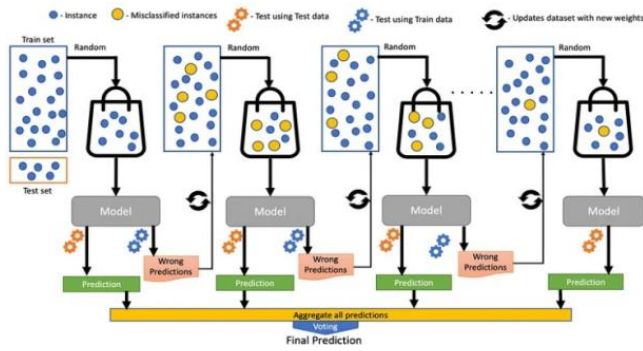 - Instance
- Misclassified instances
- Test using Test data
- Test using Train data
- Updates dataset with new weights
Train set
Random
Random
Random
Test set
Model
Model
Model
Model
Wrong
Predictions
Wrong
Predictions
Wrong
Predictions
Prediction
Prediction
Prediction
Prediction
Aggregate all predictions
Voting
Final Prediction